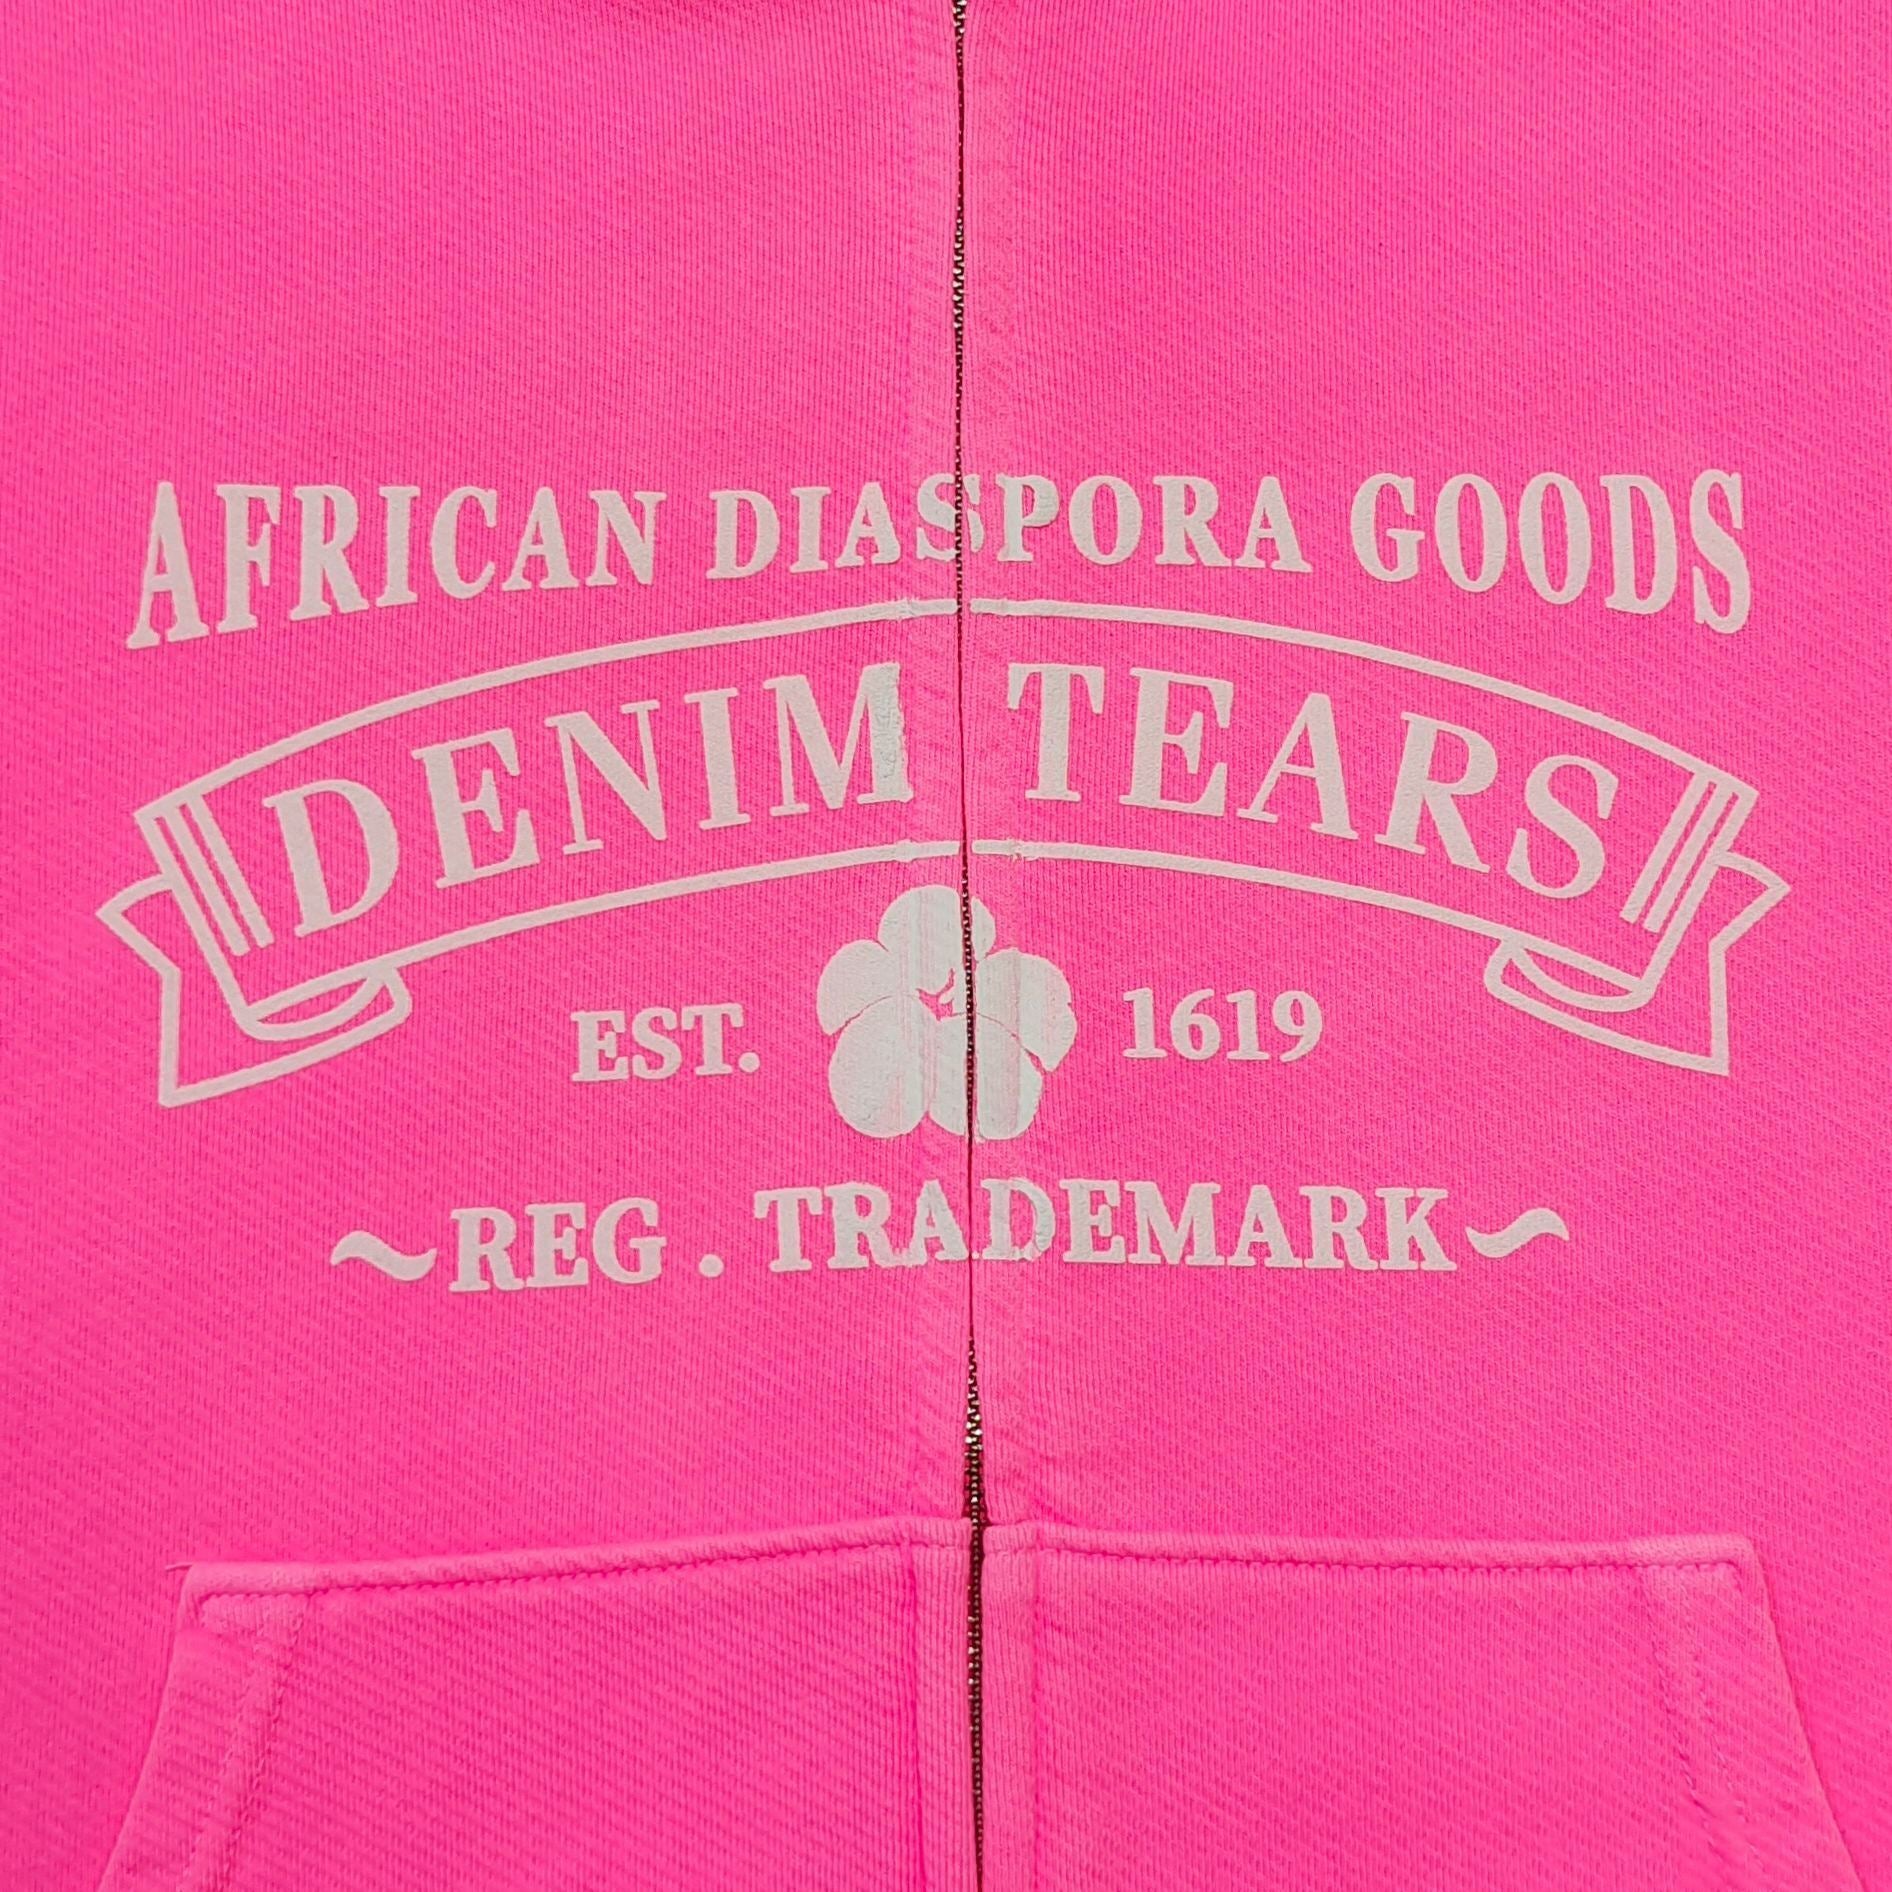 AFRICAN DIASPORA GOODS
DENIM TEARS
EST. 1619
~REG . TRADEMARK~